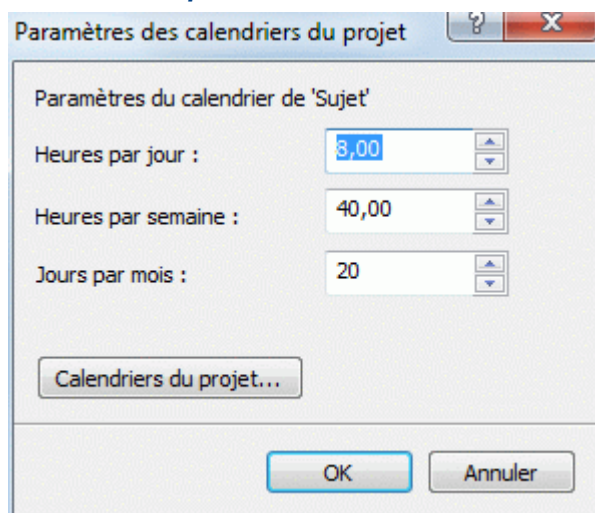 Paramètres des calendriers du projet
Paramètres du calendrier de 'Sujet'
Heures par jour : 8,00
Heures par semaine : 40,00
Jours par mois : 20
Calendriers du projet...
OK Annuler